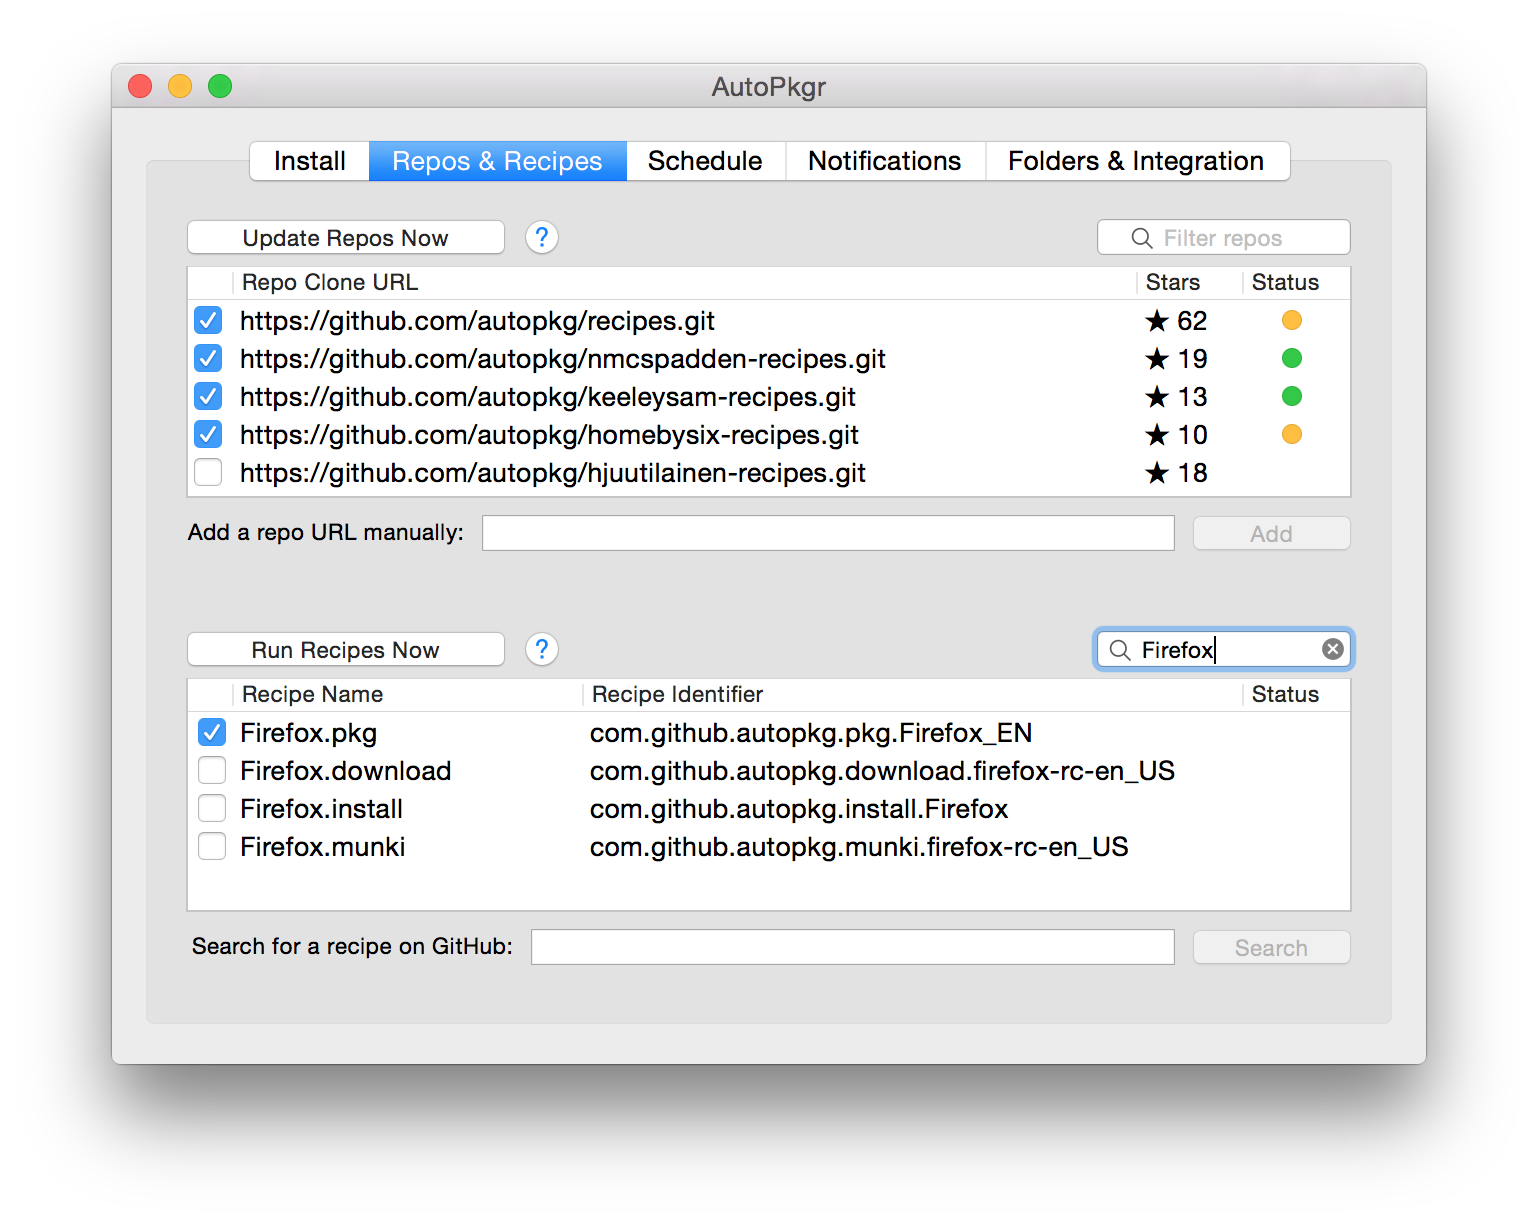 AutoPkgr
Install Repos & Recipes Schedule Notifications Folders & Integration
Update Repos Now ? Filter repos
Repo Clone URL Stars Status
https://github.com/autopkg/recipes.git ★ 62
https://github.com/autopkg/nmcspadden-recipes.git ★ 19
https://github.com/autopkg/keeleysam-recipes.git ★ 13
https://github.com/autopkg/homebysix-recipes.git ★ 10
https://github.com/autopkg/hjuutilainen-recipes.git ★ 18
Add a repo URL manually: Add
Run Recipes Now ? Firefox
Recipe Name Recipe Identifier Status
Firefox.pkg com.github.autopkg.pkg.Firefox_EN
Firefox.download com.github.autopkg.download.firefox-rc-en_US
Firefox.install com.github.autopkg.install.Firefox
Firefox.munki com.github.autopkg.munki.firefox-rc-en_US
Search for a recipe on GitHub: Search